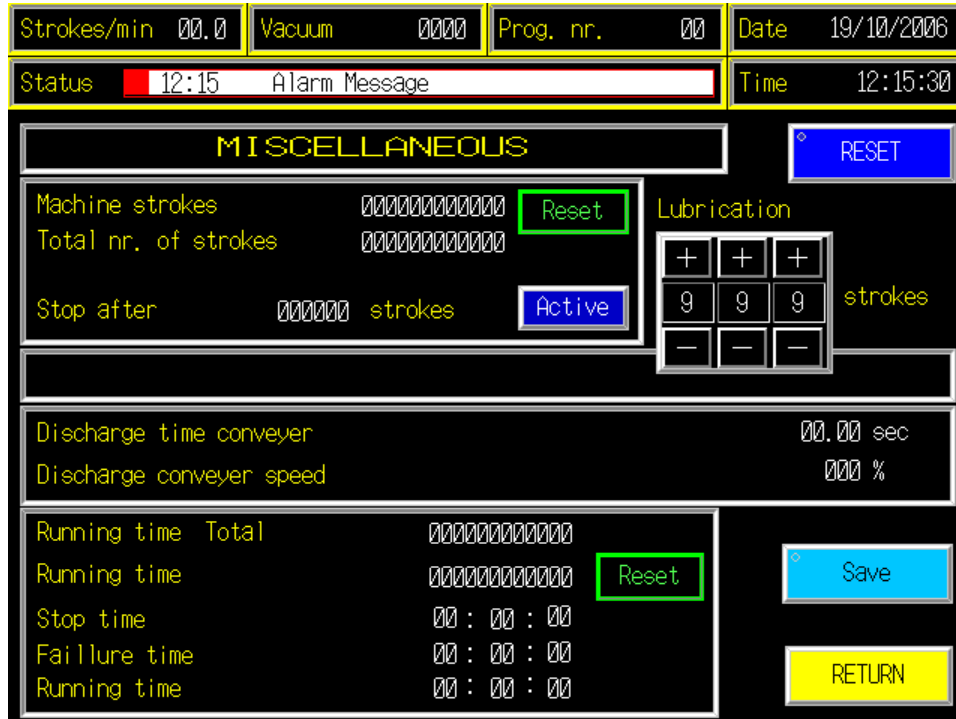 Strokes/min 00.0 Vacuum 0000 Prog. nr. 00 Date 19/10/2006
Status 12:15 Alarm Message Time 12:15:30
MISCELLANEOUS RESET
Machine strokes 000000000000 Reset Lubrication
Total nr. of strokes 000000000000
+ + +
Stop after 000000 strokes Active 9 9 9 strokes
- - -
Discharge time conveyer 00.00 sec
Discharge conveyer speed 000 %
Running time Total 000000000000
Running time 000000000000 Reset Save
Stop time 00 : 00 : 00
Faillure time 00 : 00 : 00
Running time 00 : 00 : 00 RETURN